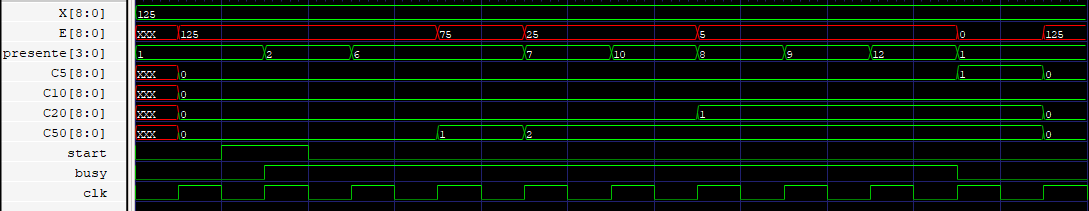 X[8:0] 125
E[8:0] XXX 125 75 25 5 0 125
presente[3:0] 1 2 6 7 10 8 9 12 1
C5[8:0] XXX 0 1 0
C10[8:0] XXX 0
C20[8:0] XXX 0 1 0
C50[8:0] XXX 0 1 2 0
start
busy
clk